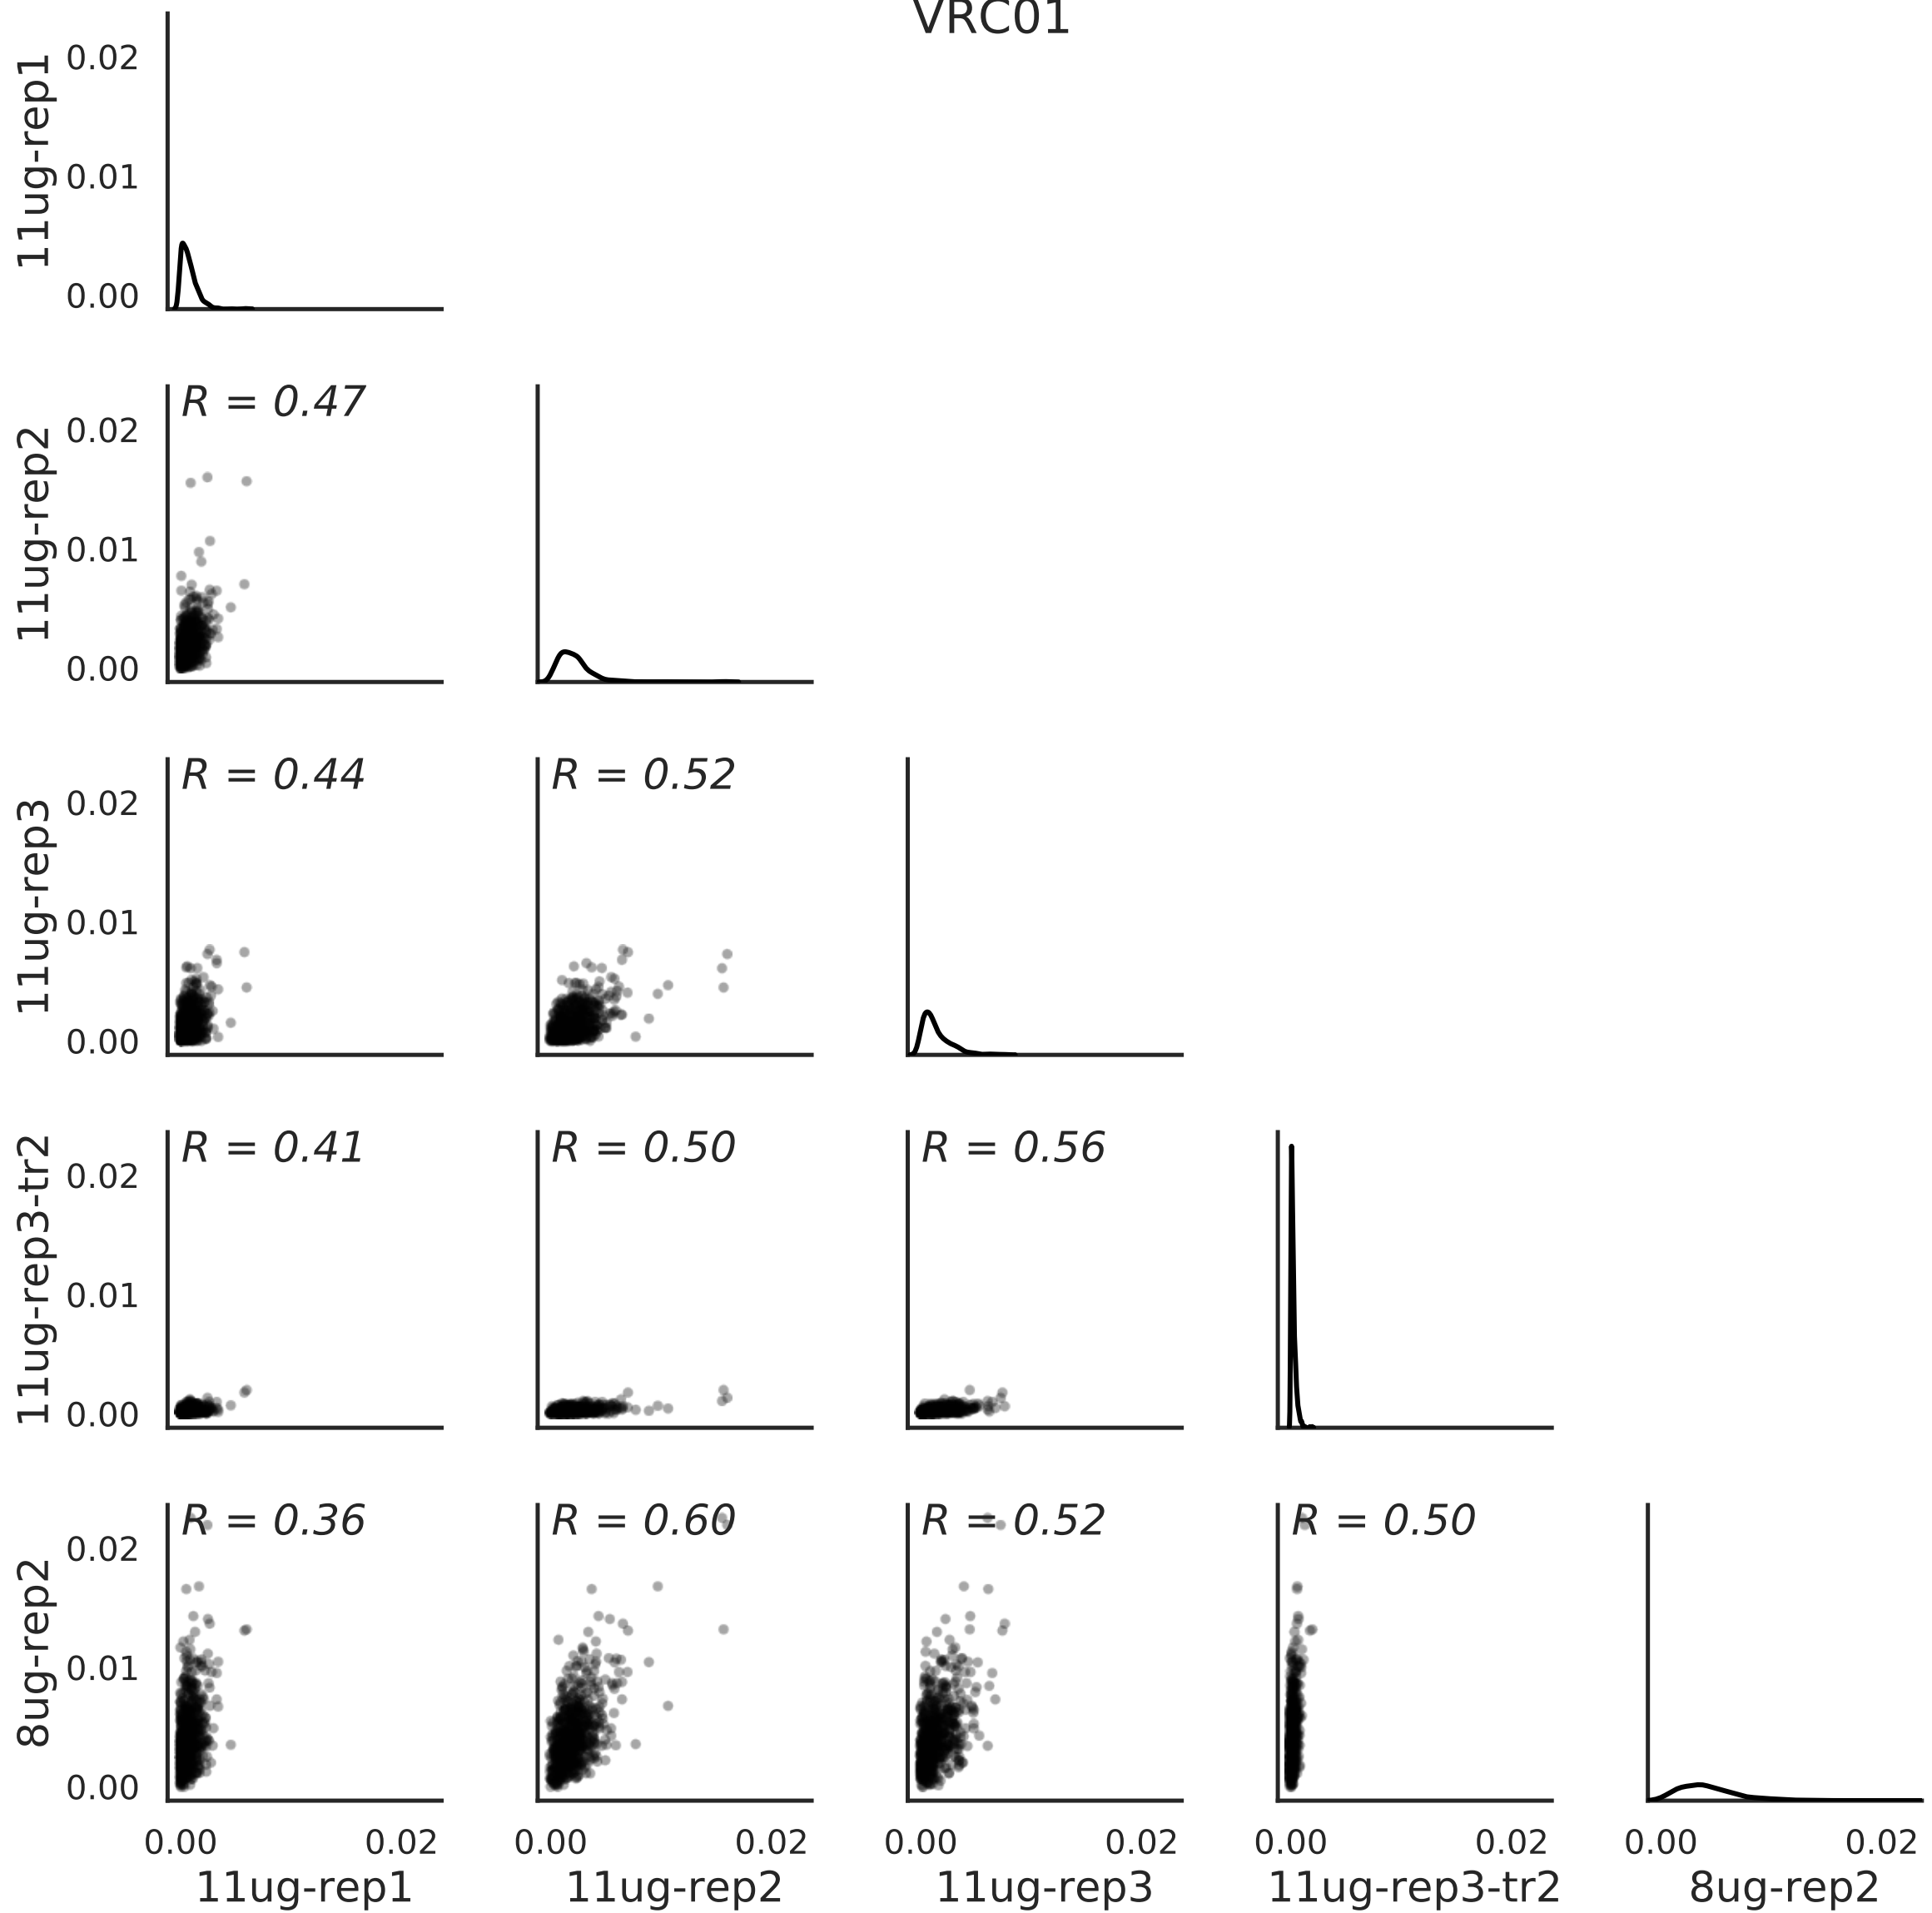 VRC01
11ug-rep1
0.02
0.01
0.00
11ug-rep2
0.02
0.01
0.00
R = 0.47
11ug-rep3
0.02
0.01
0.00
R = 0.44
R = 0.52
11ug-rep3-tr2
0.02
0.01
0.00
R = 0.41
R = 0.50
R = 0.56
8ug-rep2
0.02
0.01
0.00
R = 0.36
R = 0.60
R = 0.52
R = 0.50
0.00 0.02 0.00 0.02 0.00 0.02 0.00 0.02 0.00 0.02
11ug-rep1 11ug-rep2 11ug-rep3 11ug-rep3-tr2 8ug-rep2